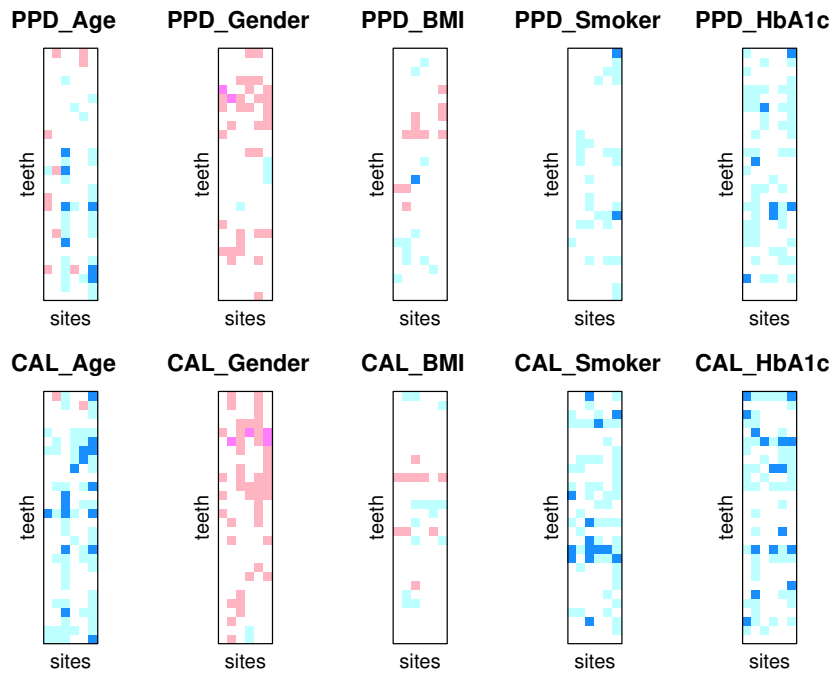 PPD_Age PPD_Gender PPD_BMI PPD_Smoker PPD_HbA1c
teeth teeth teeth teeth teeth
sites sites sites sites sites
CAL_Age CAL_Gender CAL_BMI CAL_Smoker CAL_HbA1c
teeth teeth teeth teeth teeth
sites sites sites sites sites